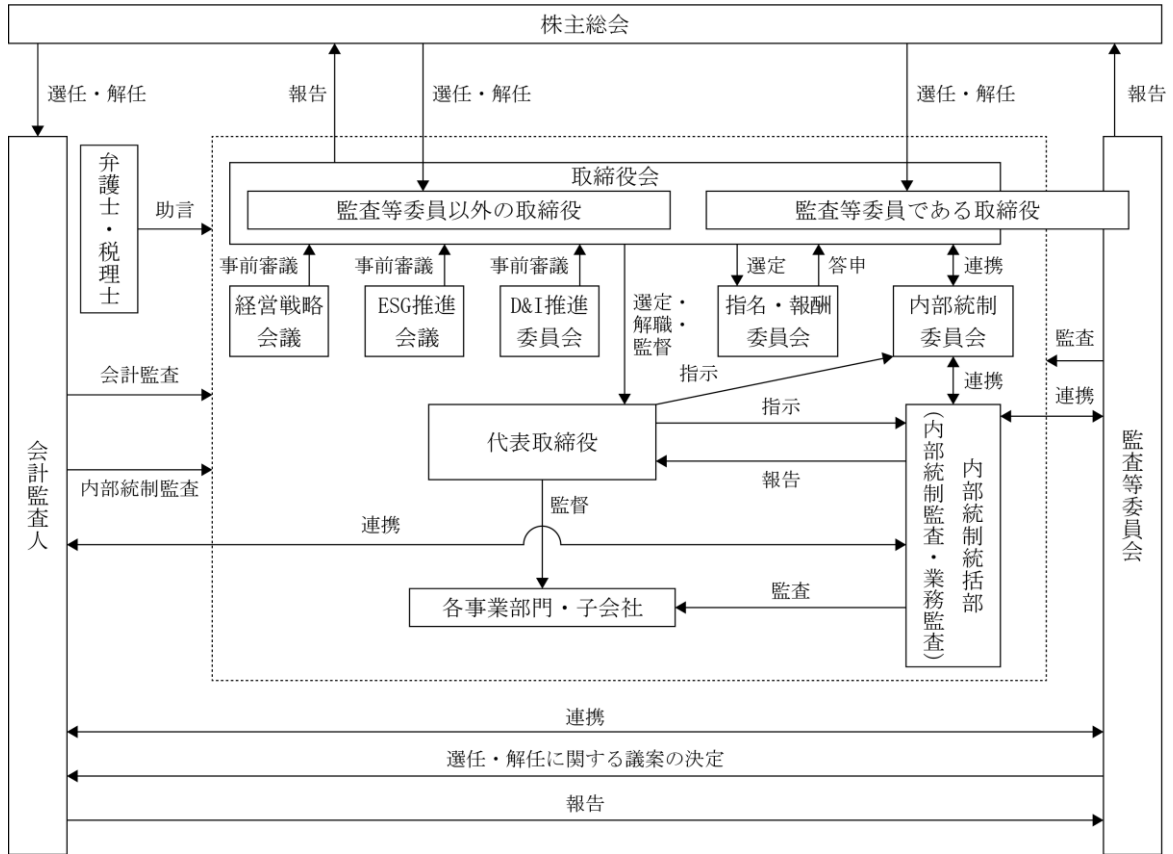 株主総会
選任・解任
報告
選任・解任
選任・解任
報告
弁護士・税理士
助言
取締役会
監査等委員以外の取締役
監査等委員である取締役
事前審議
事前審議
事前審議
選定
答申
連携
経営戦略
会議
ESG推進
会議
D&I推進
委員会
選定・
解職・
監督
指名・報酬
委員会
内部統制
委員会
監査
会計監査
指示
連携
連携
代表取締役
指示
報告
内部統制統括部
(内部統制監査・業務監査)
会計監査人
監査等委員会
内部統制監査
監督
連携
各事業部門・子会社
監査
連携
選任・解任に関する議案の決定
報告